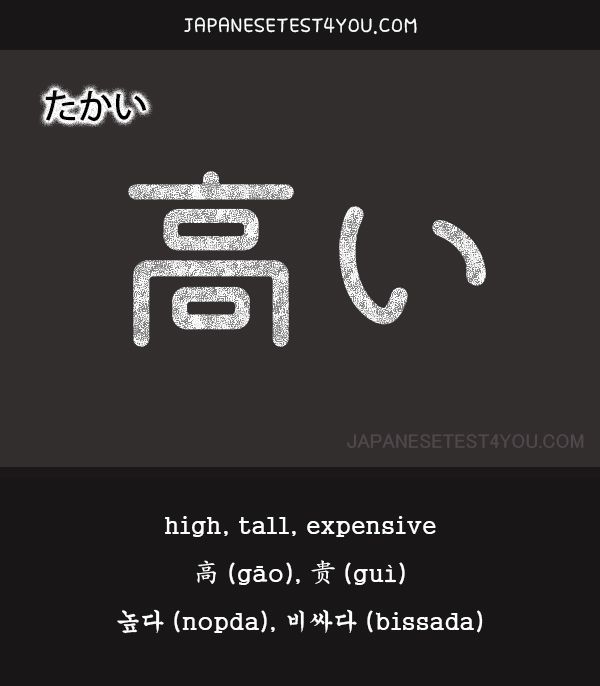 JAPANESETEST4YOU.COM
たかい
高い
JAPANESETEST4YOU.COM
high, tall, expensive
高 (gāo), 贵 (guì)
높다 (nopda), 비싸다 (bissada)